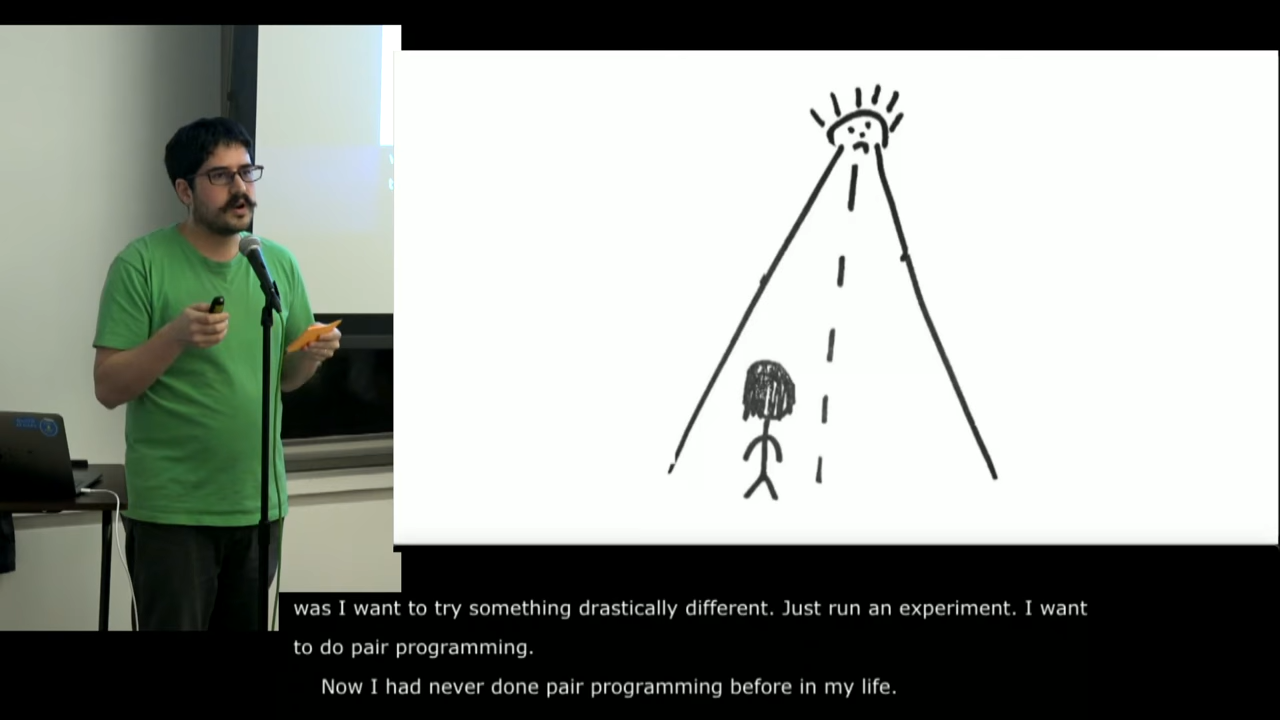 was I want to try something drastically different. Just run an experiment. I want
to do pair programming.
Now I had never done pair programming before in my life.